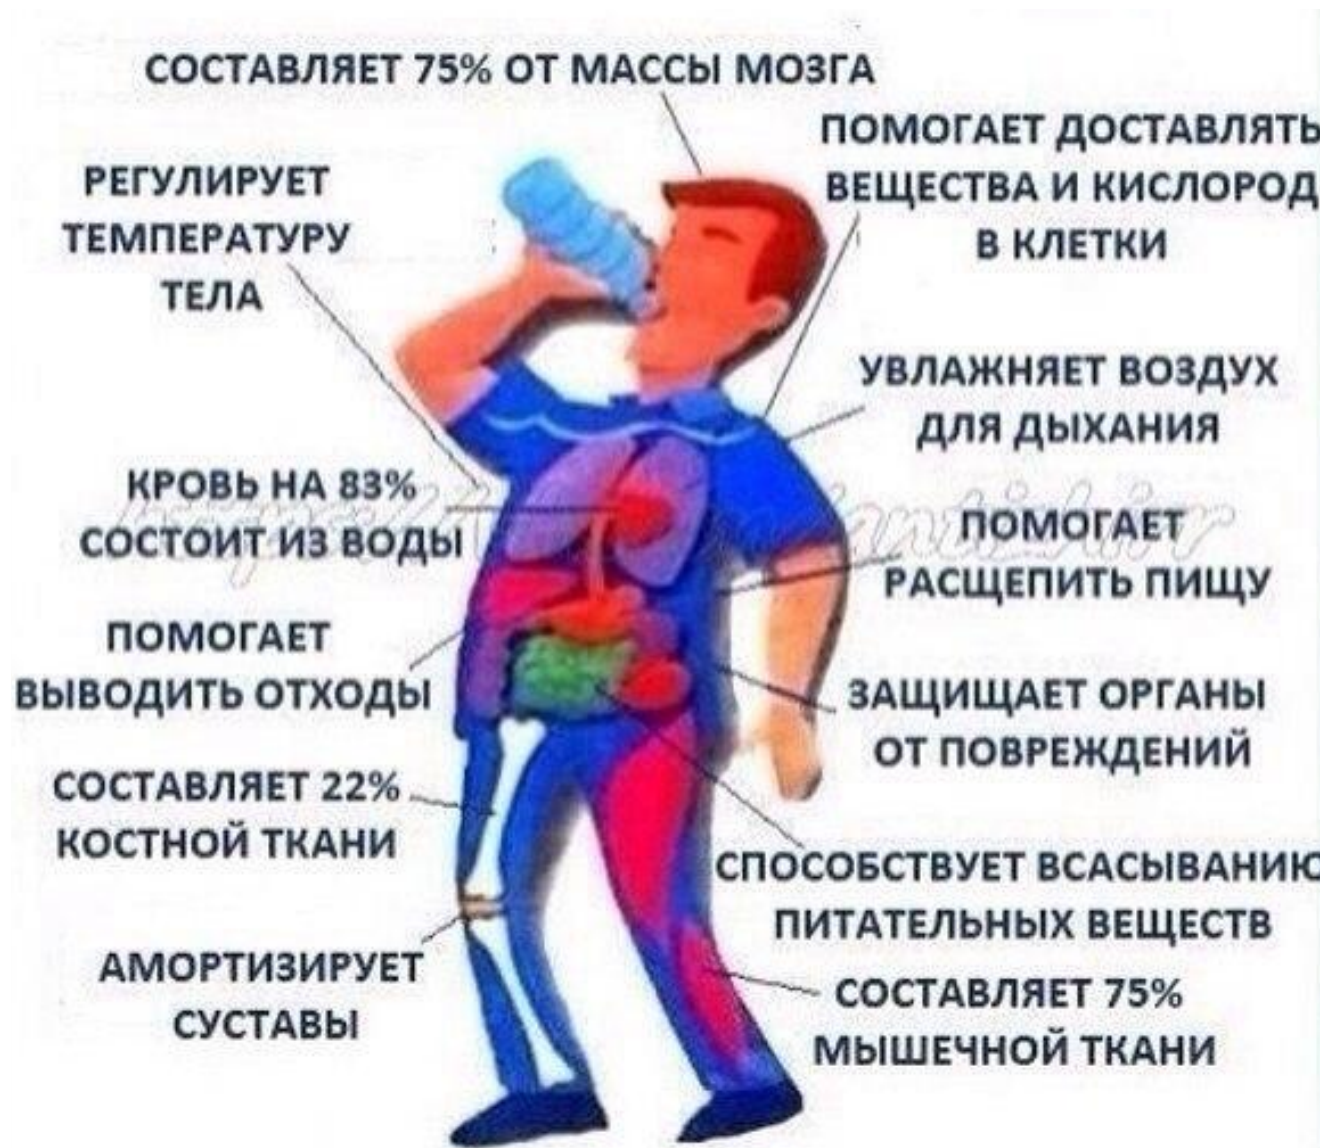 СОСТАВЛЯЕТ 75% ОТ МАССЫ МОЗГА
ПОМОГАЕТ ДОСТАВЛЯТЬ
ВЕЩЕСТВА И КИСЛОРОД
В КЛЕТКИ
РЕГУЛИРУЕТ
ТЕМПЕРАТУРУ
ТЕЛА
УВЛАЖНЯЕТ ВОЗДУХ
ДЛЯ ДЫХАНИЯ
КРОВЬ НА 83%
СОСТОИТ ИЗ ВОДЫ
ПОМОГАЕТ
РАСЩЕПИТЬ ПИЩУ
ПОМОГАЕТ
ВЫВОДИТЬ ОТХОДЫ
ЗАЩИЩАЕТ ОРГАНЫ
ОТ ПОВРЕЖДЕНИЙ
СОСТАВЛЯЕТ 22%
КОСТНОЙ ТКАНИ
СПОСОБСТВУЕТ ВСАСЫВАНИЮ
ПИТАТЕЛЬНЫХ ВЕЩЕСТВ
АМОРТИЗИРУЕТ
СУСТАВЫ
СОСТАВЛЯЕТ 75%
МЫШЕЧНОЙ ТКАНИ